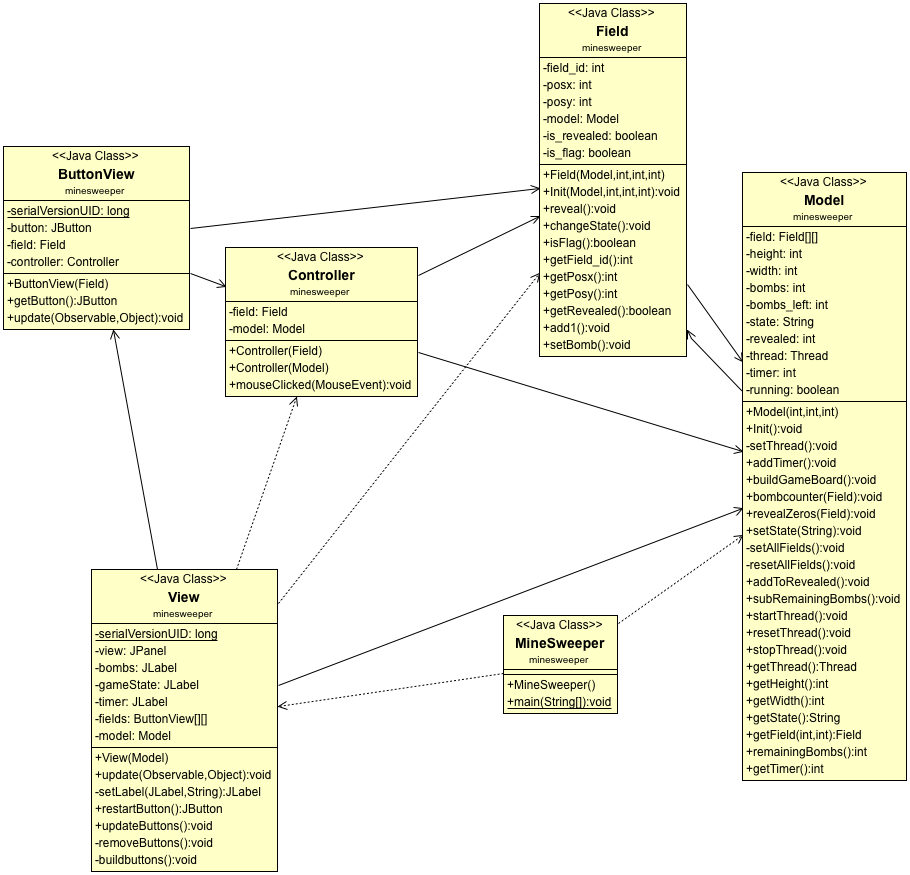 <<Java Class>>
Field
minesweeper
-field_id: int
-posx: int
-posy: int
-model: Model
-is_revealed: boolean
-is_flag: boolean
+Field(Model,int,int,int)
+Init(Model,int,int,int):void
+reveal():void
+changeState():void
+isFlag():boolean
+getField_id():int
+getPosx():int
+getPosy():int
+getRevealed():boolean
+add1():void
+setBomb():void
<<Java Class>>
ButtonView
minesweeper
-serialVersionUID: long
-button: JButton
-field: Field
-controller: Controller
+ButtonView(Field)
+getButton():JButton
+update(Observable,Object):void
<<Java Class>>
Controller
minesweeper
-field: Field
-model: Model
+Controller(Field)
+Controller(Model)
+mouseClicked(MouseEvent):void
<<Java Class>>
Model
minesweeper
-field: Field[][]
-height: int
-width: int
-bombs: int
-bombs_left: int
-state: String
-revealed: int
-thread: Thread
-timer: int
-running: boolean
+Model(int,int,int)
+Init():void
-setThread():void
+addTimer():void
+buildGameBoard():void
+bombcounter(Field):void
+revealZeros(Field):void
+setState(String):void
-setAllFields():void
-resetAllFields():void
+addToRevealed():void
+subRemainingBombs():void
+startThread():void
+resetThread():void
+stopThread():void
+getThread():Thread
+getHeight():int
+getWidth():int
+getState():String
+getField(int,int):Field
+remainingBombs():int
+getTimer():int
<<Java Class>>
View
minesweeper
-serialVersionUID: long
-view: JPanel
-bombs: JLabel
-gameState: JLabel
-timer: JLabel
-fields: ButtonView[][]
-model: Model
+View(Model)
+update(Observable,Object):void
-setLabel(JLabel,String):JLabel
+restartButton():JButton
+updateButtons():void
-removeButtons():void
-buildbuttons():void
<<Java Class>>
MineSweeper
minesweeper
+MineSweeper()
+main(String[]):void